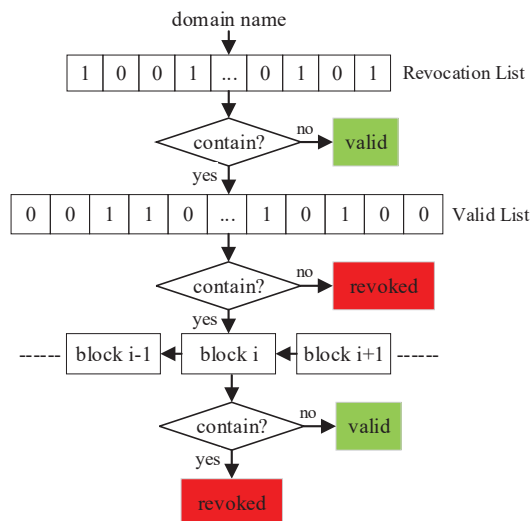 domain name
1 0 0 1 ... 0 1 0 1 Revocation List
contain? no valid
yes
0 0 1 1 0 ... 1 0 1 0 0 Valid List
contain? no revoked
yes
------ block i-1 block i block i+1 ------
contain? no valid
yes
revoked